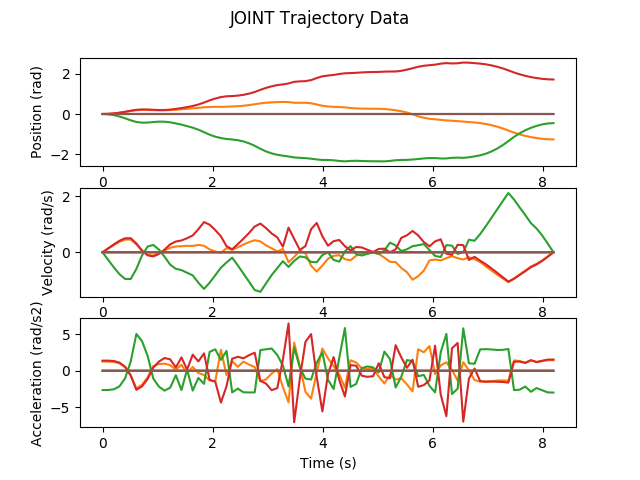 JOINT Trajectory Data
Position (rad)
2
0
−2
0 2 4 6 8
Velocity (rad/s)
2
0
0 2 4 6 8
Acceleration (rad/s2)
5
0
−5
0 2 4 6 8
Time (s)